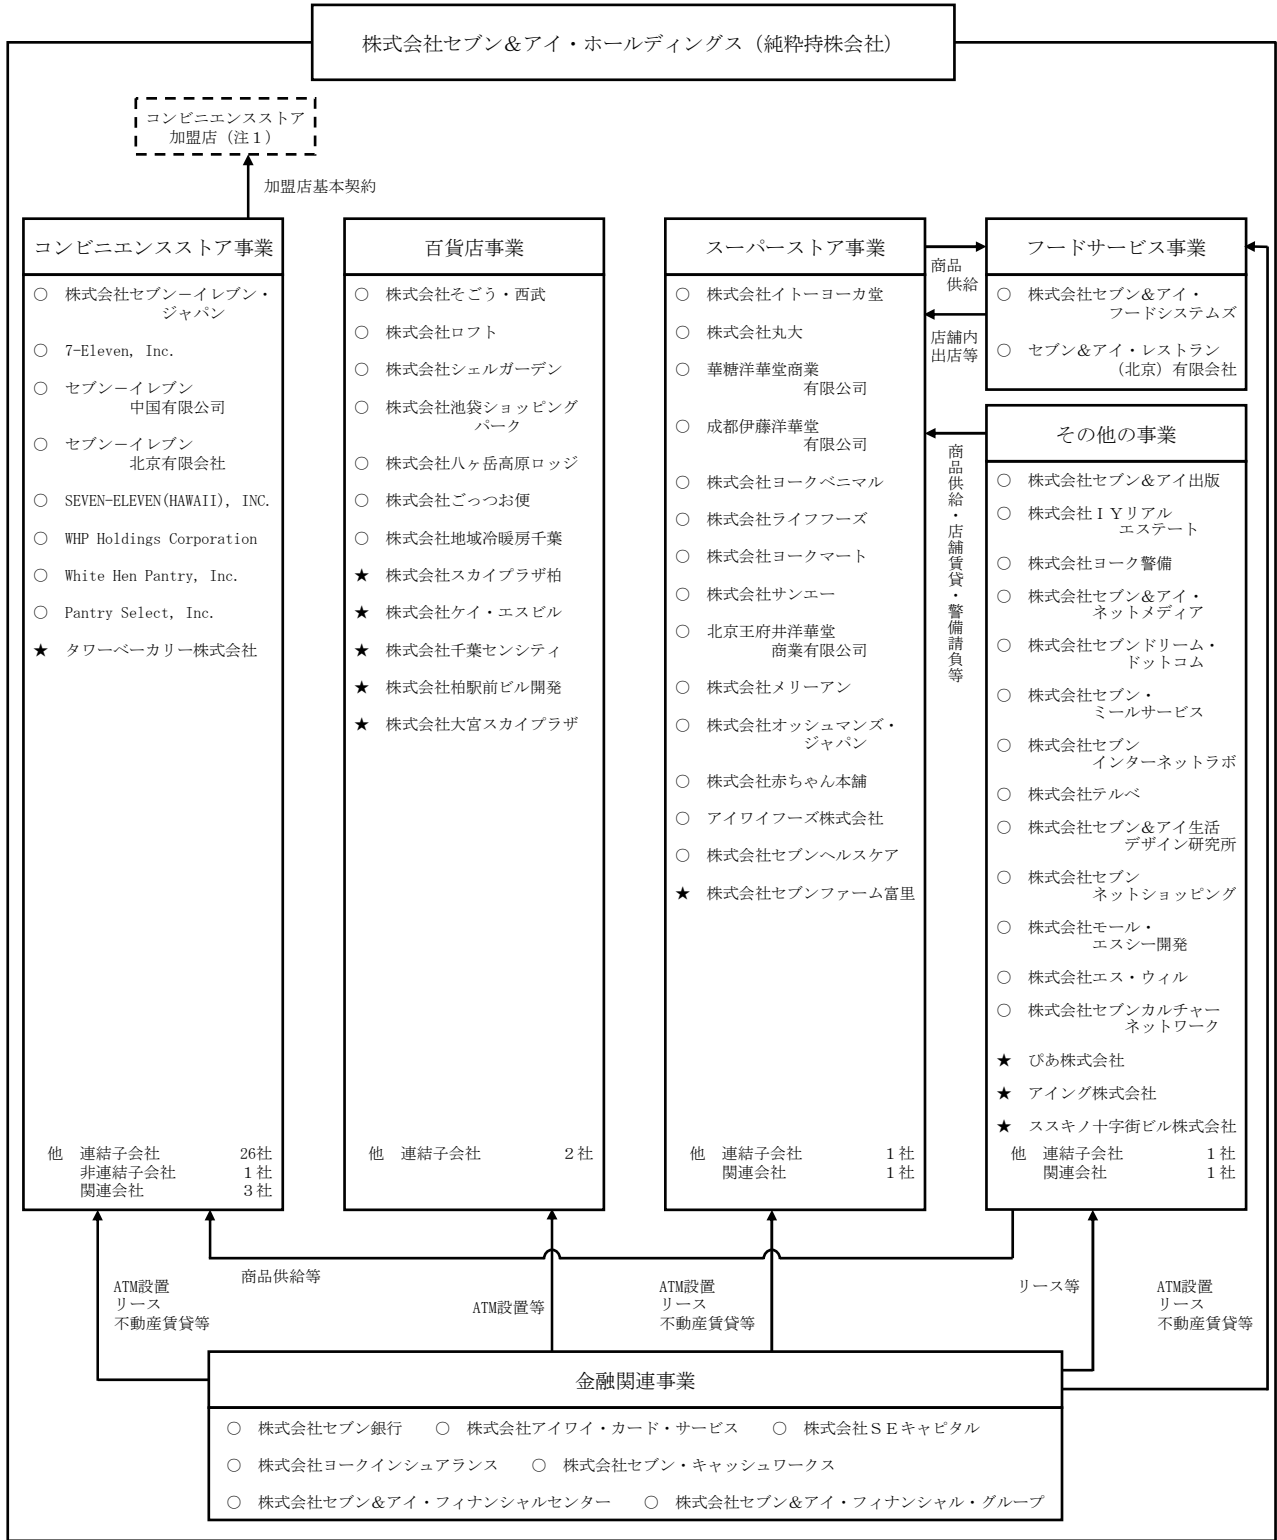 株式会社セブン＆アイ・ホールディングス（純粋持株会社）
コンビニエンスストア
加盟店（注１）
加盟店基本契約
コンビニエンスストア事業
○ 株式会社セブン－イレブン・
ジャパン
○ 7-Eleven, Inc.
○ セブン－イレブン
中国有限公司
○ セブン－イレブン
北京有限会社
○ SEVEN-ELEVEN(HAWAII), INC.
○ WHP Holdings Corporation
○ White Hen Pantry, Inc.
○ Pantry Select, Inc.
★ タワーベーカリー株式会社
他 連結子会社 26社
非連結子会社 １社
関連会社 ３社
百貨店事業
○ 株式会社そごう・西武
○ 株式会社ロフト
○ 株式会社シェルガーデン
○ 株式会社池袋ショッピング
パーク
○ 株式会社八ヶ岳高原ロッジ
○ 株式会社ごっつお便
○ 株式会社地域冷暖房千葉
★ 株式会社スカイプラザ柏
★ 株式会社ケイ・エスビル
★ 株式会社千葉センシティ
★ 株式会社柏駅前ビル開発
★ 株式会社大宮スカイプラザ
他 連結子会社 ２社
スーパーストア事業
○ 株式会社イトーヨーカ堂
○ 株式会社丸大
○ 華糖洋華堂商業
有限公司
○ 成都伊藤洋華堂
有限公司
○ 株式会社ヨークベニマル
○ 株式会社ライフフーズ
○ 株式会社ヨークマート
○ 株式会社サンエー
○ 北京王府井洋華堂
商業有限公司
○ 株式会社メリーアン
○ 株式会社オッシュマンズ・
ジャパン
○ 株式会社赤ちゃん本舗
○ アイワイフーズ株式会社
○ 株式会社セブンヘルスケア
★ 株式会社セブンファーム富里
他 連結子会社 １社
関連会社 １社
商品
供給
店舗内
出店等
商品供給・店舗賃貸・警備請負等
フードサービス事業
○ 株式会社セブン＆アイ・
フードシステムズ
○ セブン＆アイ・レストラン
（北京）有限会社
その他の事業
○ 株式会社セブン＆アイ出版
○ 株式会社ＩＹリアル
エステート
○ 株式会社ヨーク警備
○ 株式会社セブン＆アイ・
ネットメディア
○ 株式会社セブンドリーム・
ドットコム
○ 株式会社セブン・
ミールサービス
○ 株式会社セブン
インターネットラボ
○ 株式会社テルベ
○ 株式会社セブン＆アイ生活
デザイン研究所
○ 株式会社セブン
ネットショッピング
○ 株式会社モール・
エスシー開発
○ 株式会社エス・ウィル
○ 株式会社セブンカルチャー
ネットワーク
★ ぴあ株式会社
★ アイング株式会社
★ ススキノ十字街ビル株式会社
他 連結子会社 １社
関連会社 １社
商品供給等
ATM設置
リース
不動産賃貸等
ATM設置等
ATM設置
リース
不動産賃貸等
リース等
ATM設置
リース
不動産賃貸等
金融関連事業
○ 株式会社セブン銀行 ○ 株式会社アイワイ・カード・サービス ○ 株式会社ＳＥキャピタル
○ 株式会社ヨークインシュアランス ○ 株式会社セブン・キャッシュワークス
○ 株式会社セブン＆アイ・フィナンシャルセンター ○ 株式会社セブン＆アイ・フィナンシャル・グループ